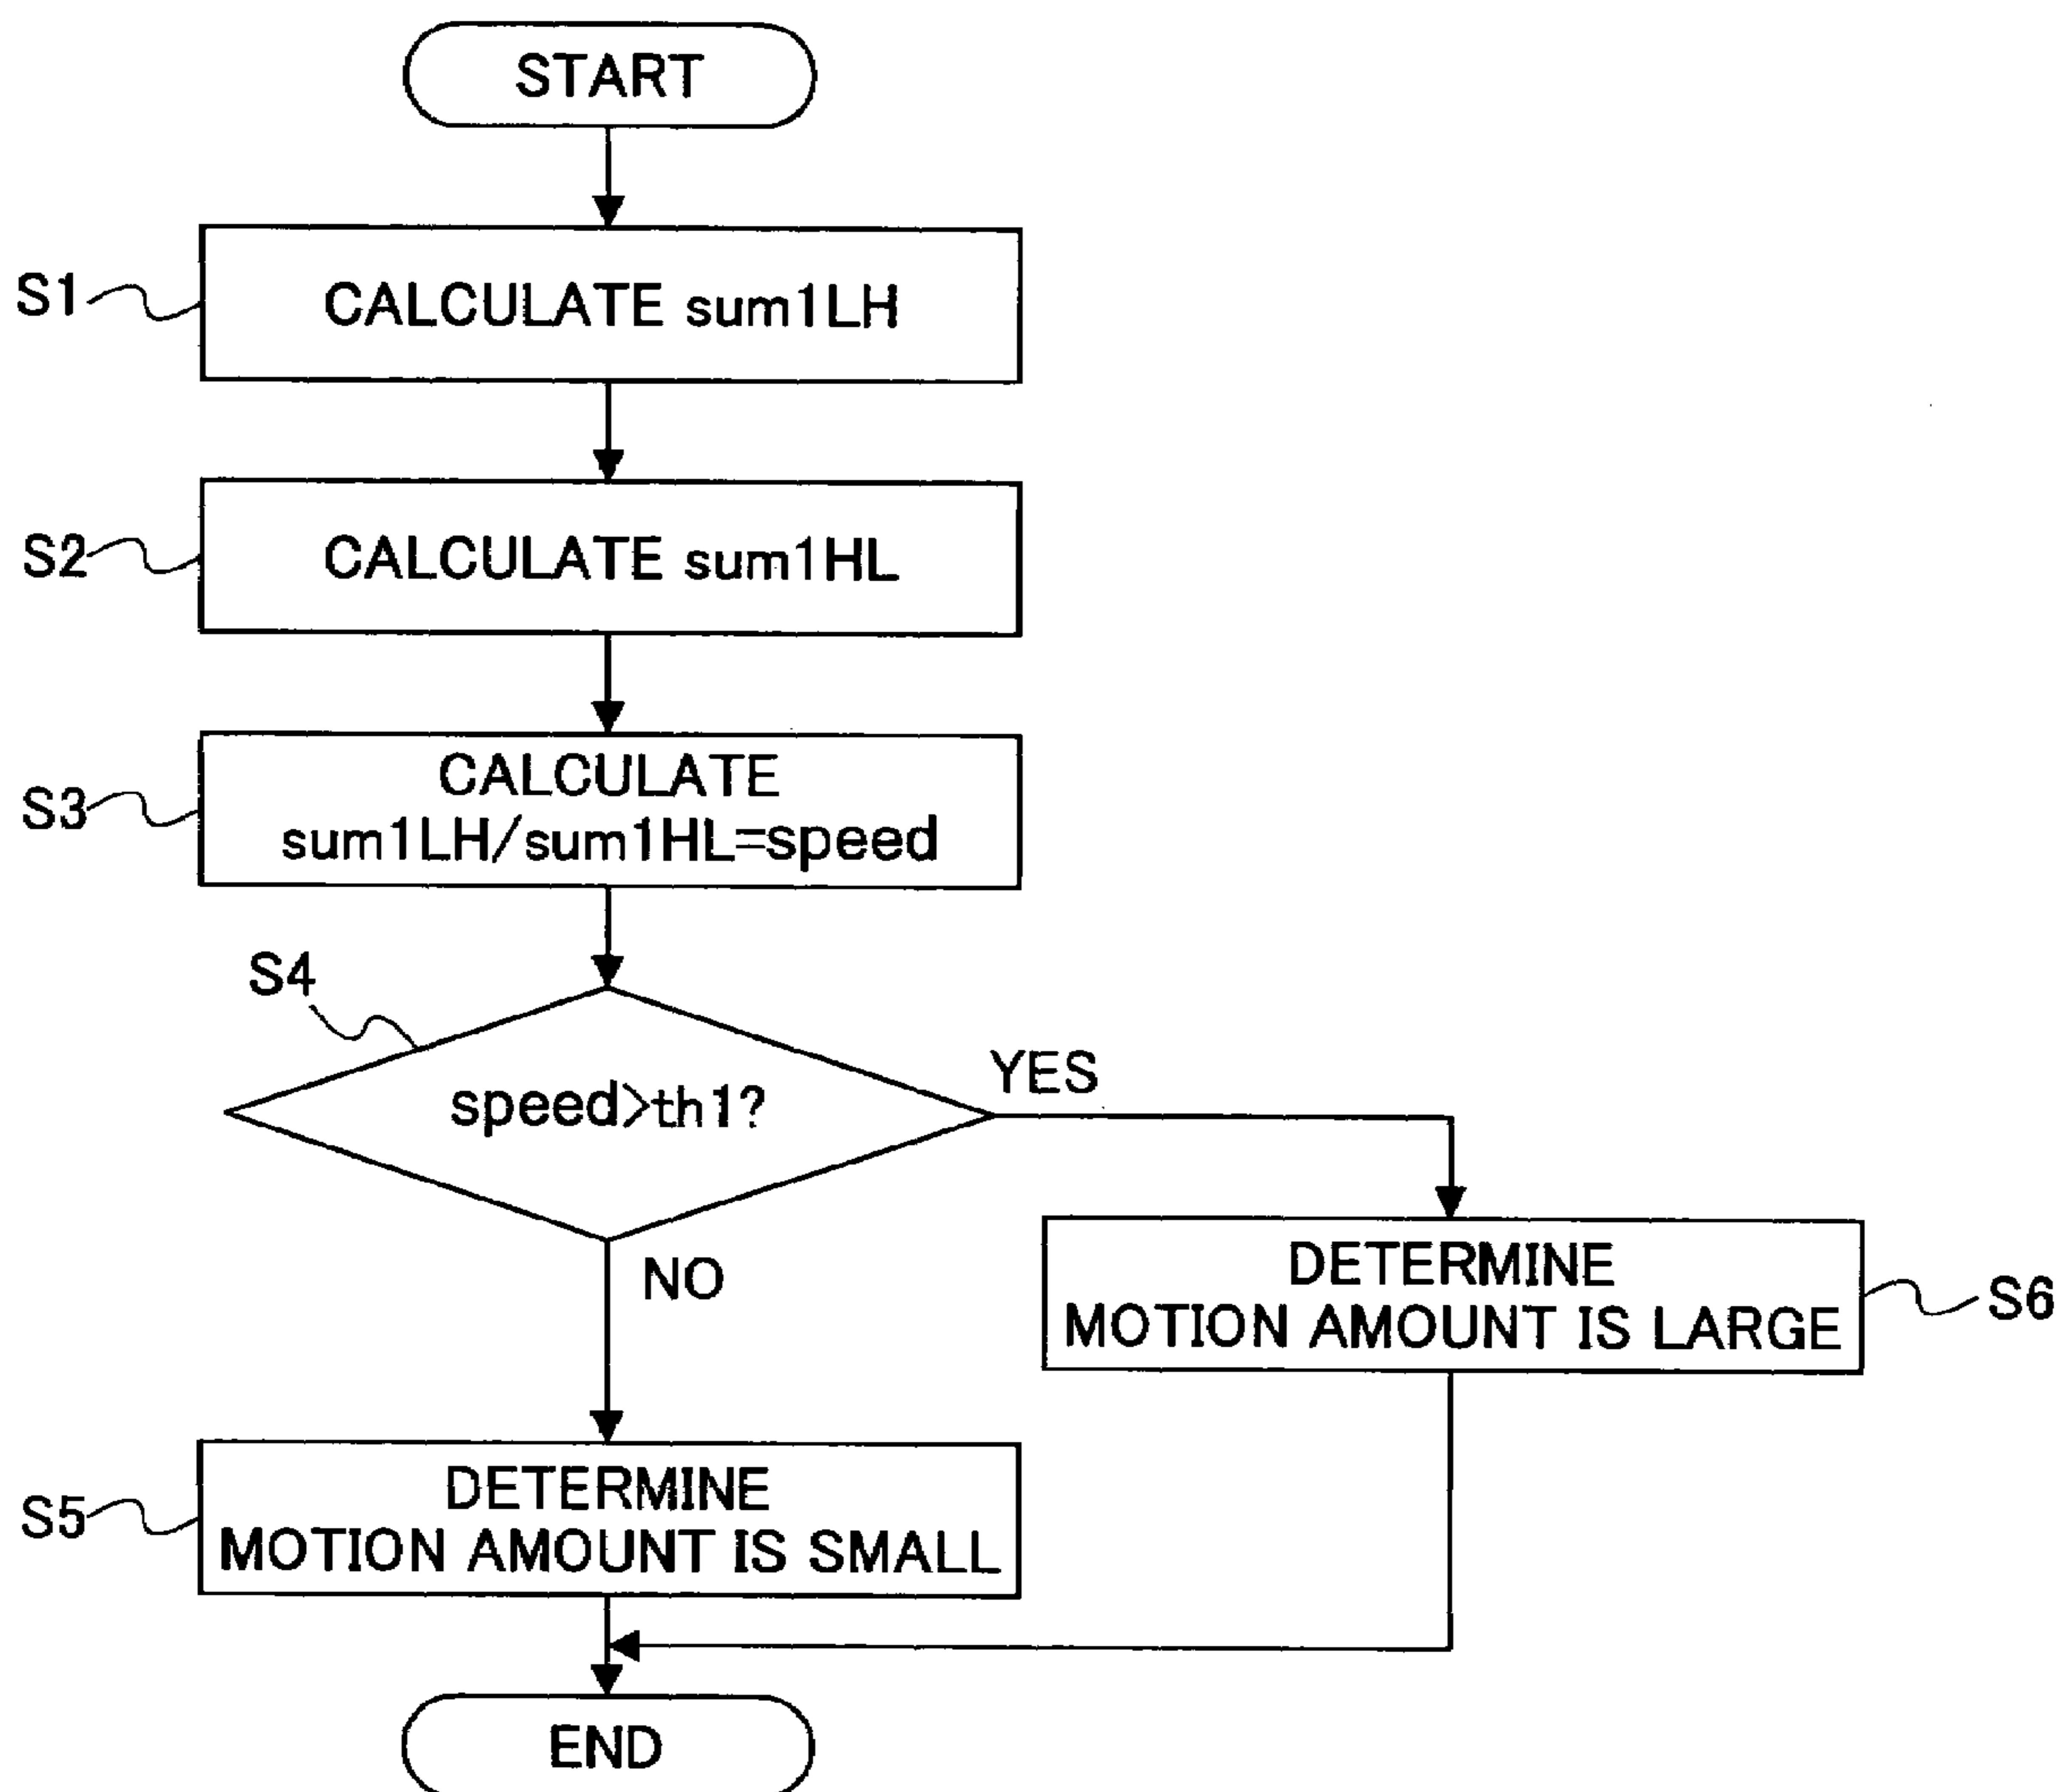 START
S1
CALCULATE sum1LH
S2
CALCULATE sum1HL
S3
CALCULATE
sum1LH/sum1HL=speed
S4
speed>th1?
YES
NO
DETERMINE
MOTION AMOUNT IS LARGE
S6
S5
DETERMINE
MOTION AMOUNT IS SMALL
END